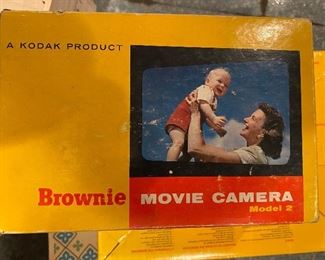 A KODAK PRODUCT
Brownie MOVIE CAMERA
Model 2